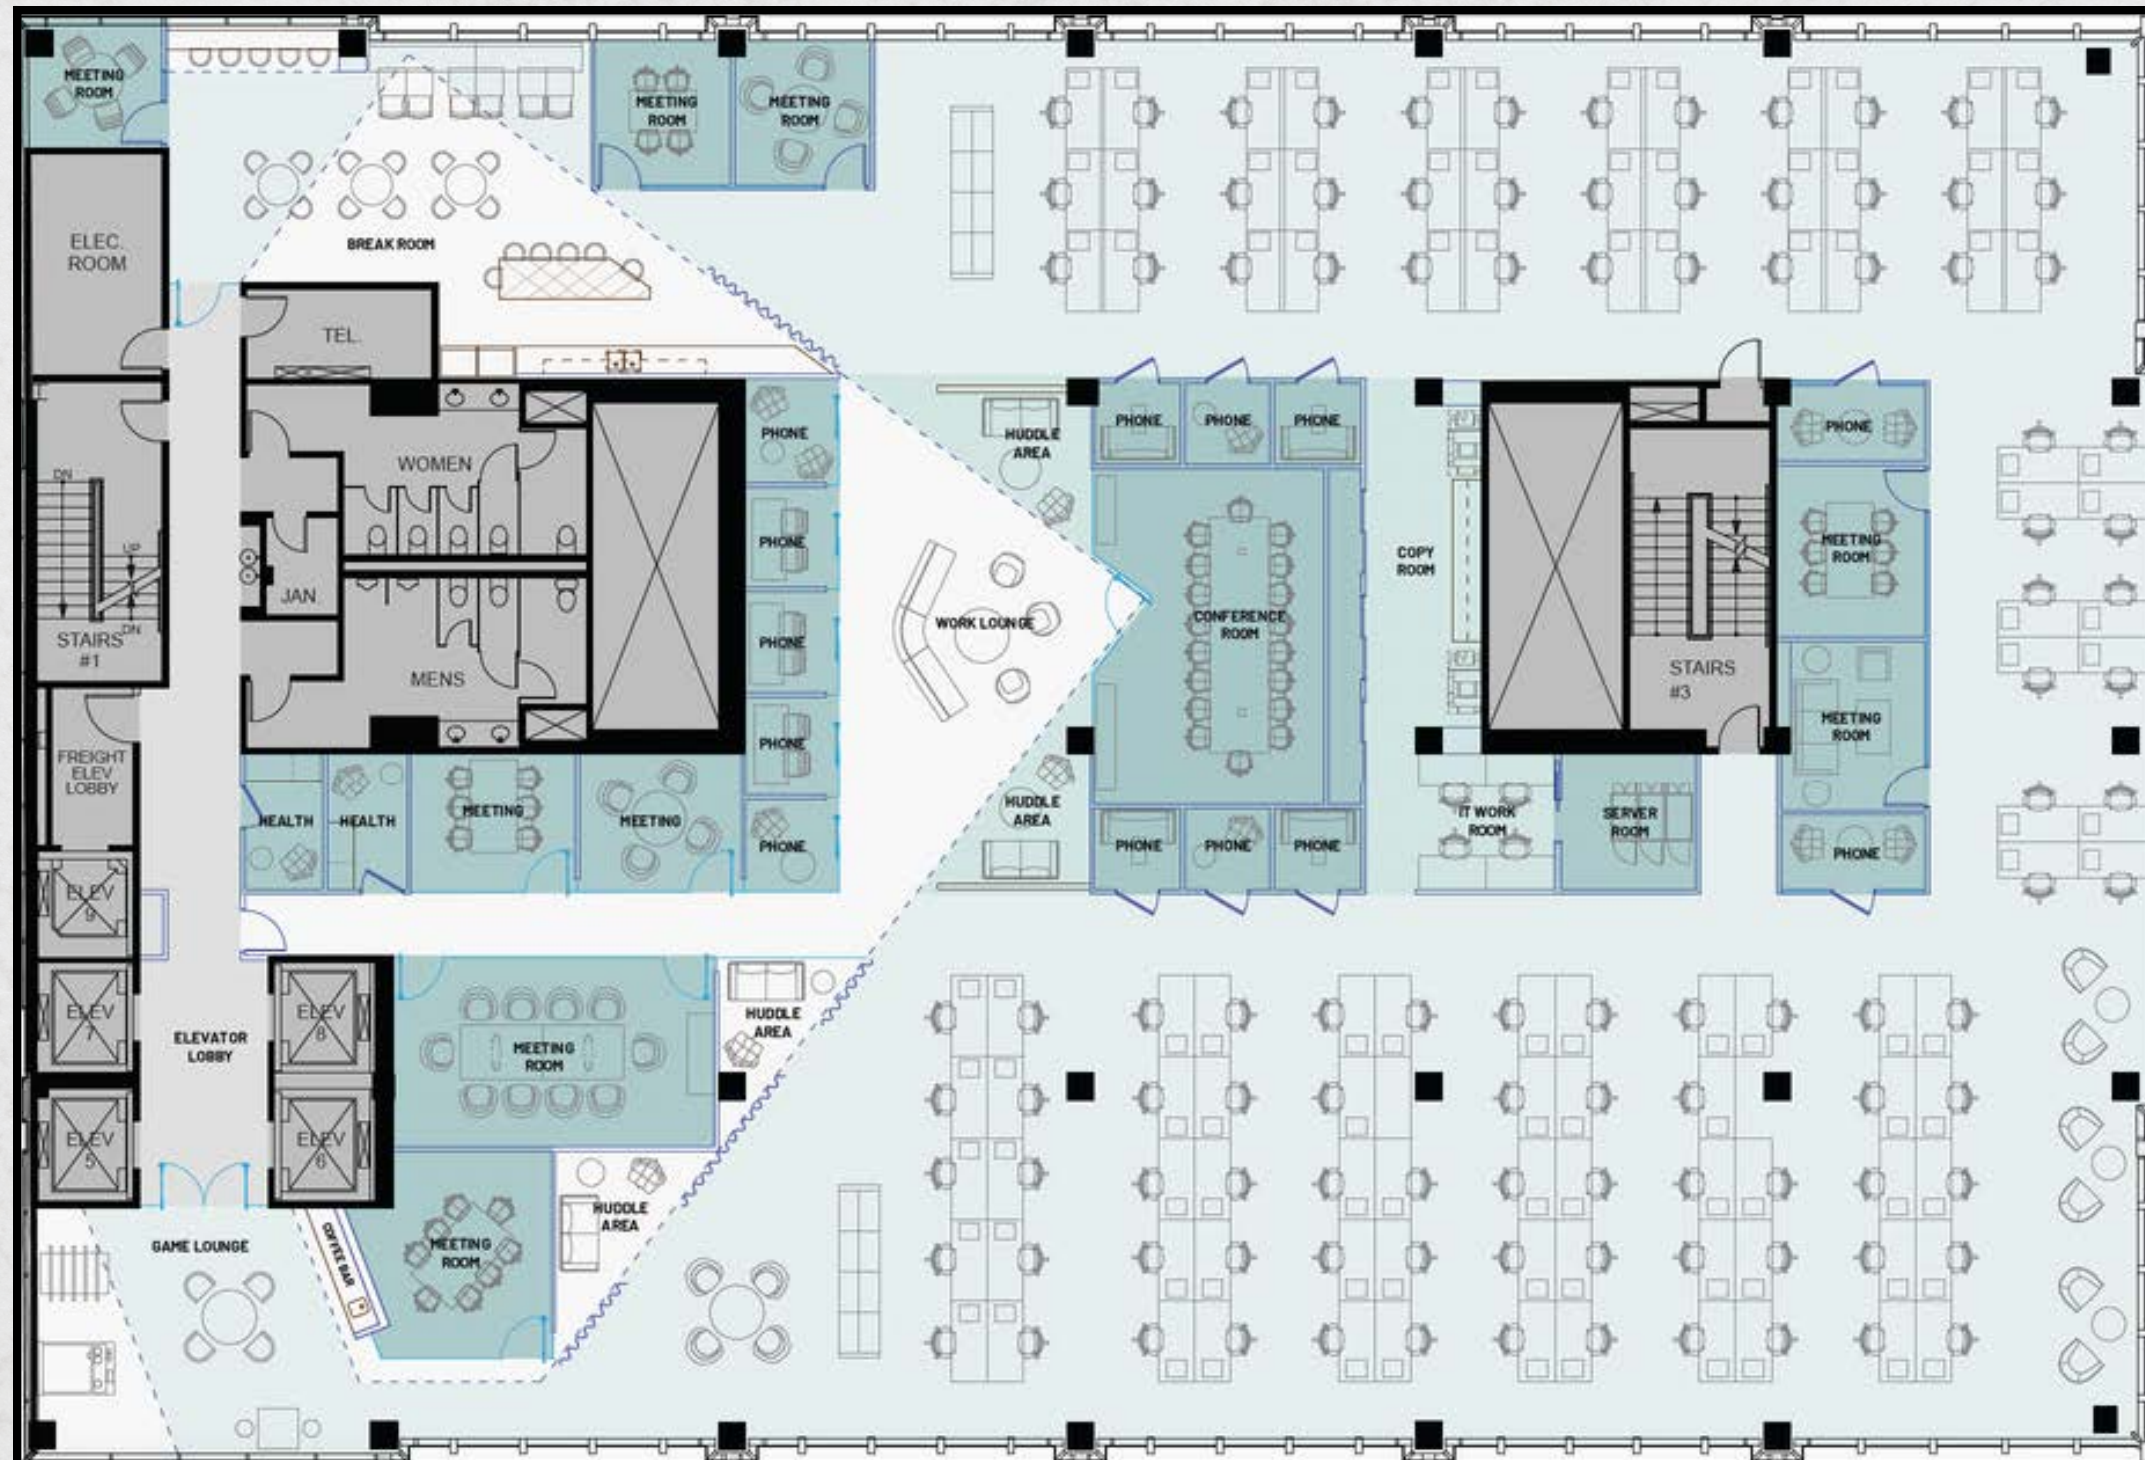 MEETING
ROOM
MEETING
ROOM
MEETING
ROOM
ELEC.
ROOM
BREAK ROOM
TEL.
WOMEN
PHONE
HUDDLE
AREA
PHONE
PHONE
PHONE
PHONE
DN
UP
DN
STAIRS
#1
JAN
PHONE
PHONE
WORK LOUNGE
CONFERENCE
ROOM
COPY
ROOM
MEETING
ROOM
MENS
STAIRS
#3
PHONE
MEETING
ROOM
FREIGHT
ELEV
LOBBY
HEALTH
HEALTH
MEETING
MEETING
PHONE
HUDDLE
AREA
PHONE
PHONE
PHONE
IT WORK
ROOM
SERVER
ROOM
PHONE
ELEV
9
ELEV
7
ELEVATOR
LOBBY
ELEV
8
MEETING
ROOM
HUDDLE
AREA
ELEV
5
ELEV
6
GAME LOUNGE
COFFEE BAR
MEETING
ROOM
HUDDLE
AREA